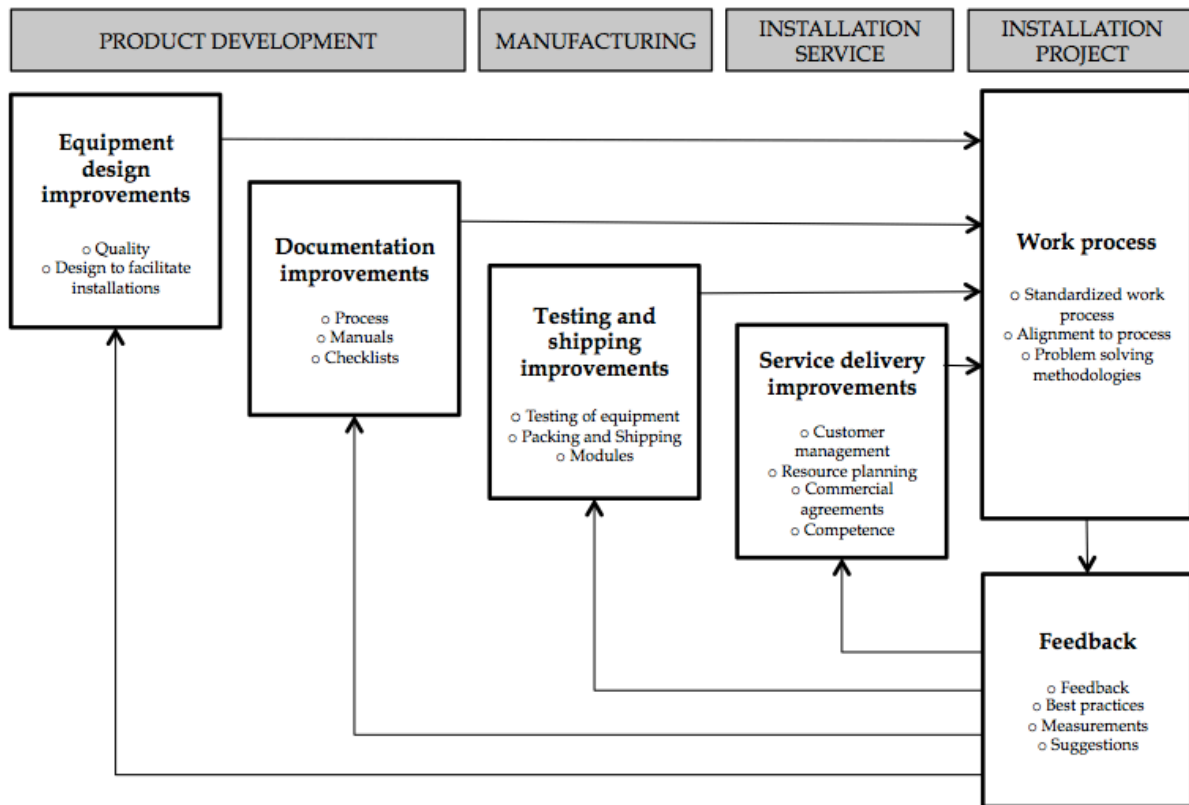 PRODUCT DEVELOPMENT
MANUFACTURING
INSTALLATION
SERVICE
INSTALLATION
PROJECT
Equipment
design
improvements
○ Quality
○ Design to facilitate
installations
Documentation
improvements
○ Process
○ Manuals
○ Checklists
Testing and
shipping
improvements
○ Testing of equipment
○ Packing and Shipping
○ Modules
Service delivery
improvements
○ Customer
management
○ Resource planning
○ Commercial
agreements
○ Competence
Work process
○ Standardized work
process
○ Alignment to process
○ Problem solving
methodologies
Feedback
○ Feedback
○ Best practices
○ Measurements
○ Suggestions